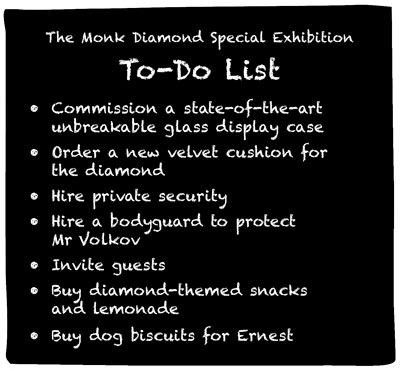 The Monk Diamond Special Exhibition
To-Do List
• Commission a state-of-the-art
unbreakable glass display case
• Order a new velvet cushion for
the diamond
• Hire private security
• Hire a bodyguard to protect
Mr Volkov
• Invite guests
• Buy diamond-themed snacks
and lemonade
• Buy dog biscuits for Ernest